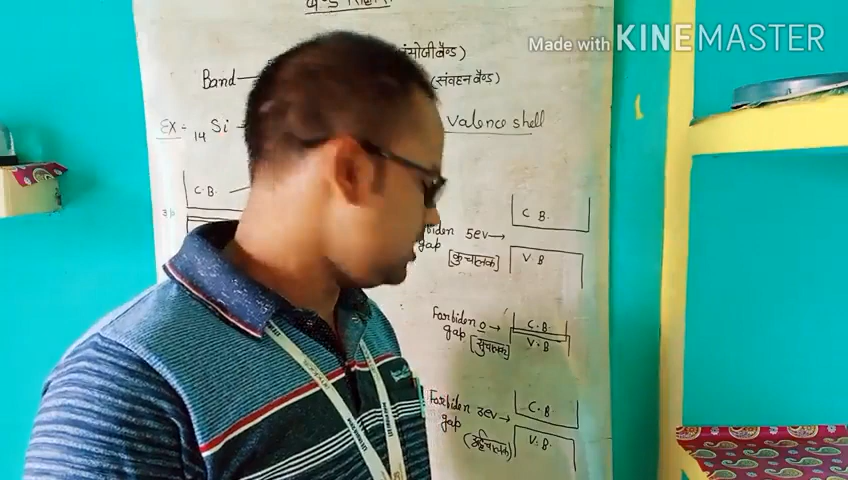 Made with KINEMASTER
Band
(संवहन बैण्ड)
EX= 14 Si
Valence shell
C.B.
5ev→
gap
[कुचालक]
C B.
V.B
Forbiden 0→
gap
[सुचालक]
C.B.
V.B
Forbiden 3ev→
gap
(अर्द्धचालक)
C.B.
V.B.